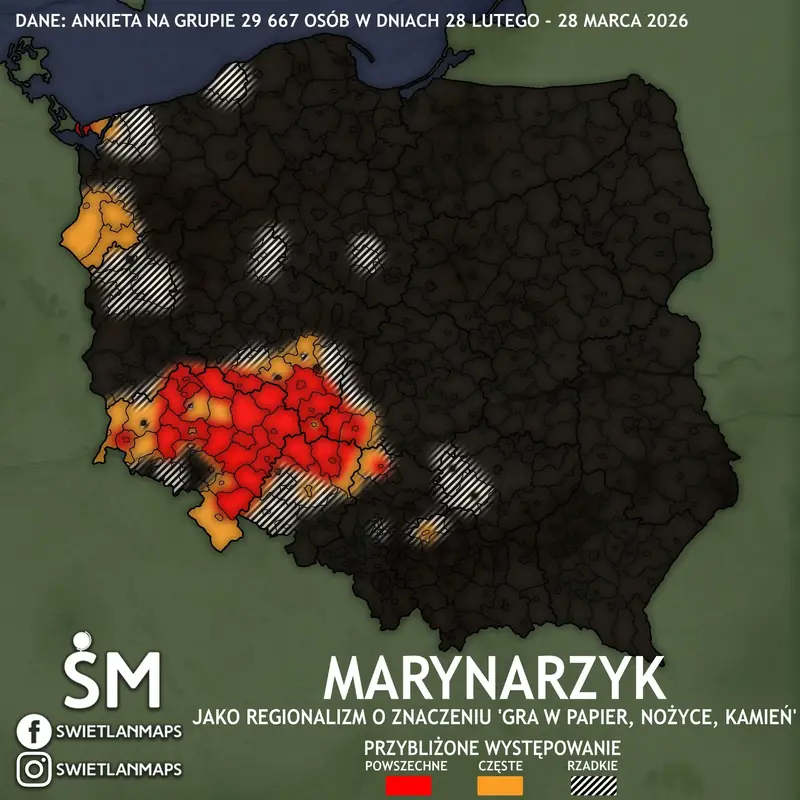 DANE: ANKIETA NA GRUPIE 29 667 OSÓB W DNIACH 28 LUTEGO - 28 MARCA 2026
ŚM
SWIETLANMAPS
SWIETLANMAPS
MARYNARZYK
JAKO REGIONALIZM O ZNACZENIU 'GRA W PAPIER, NOŻYCE, KAMIEŃ'
PRZYBLIŻONE WYSTĘPOWANIE
POWSZECHNE CZĘSTE RZADKIE